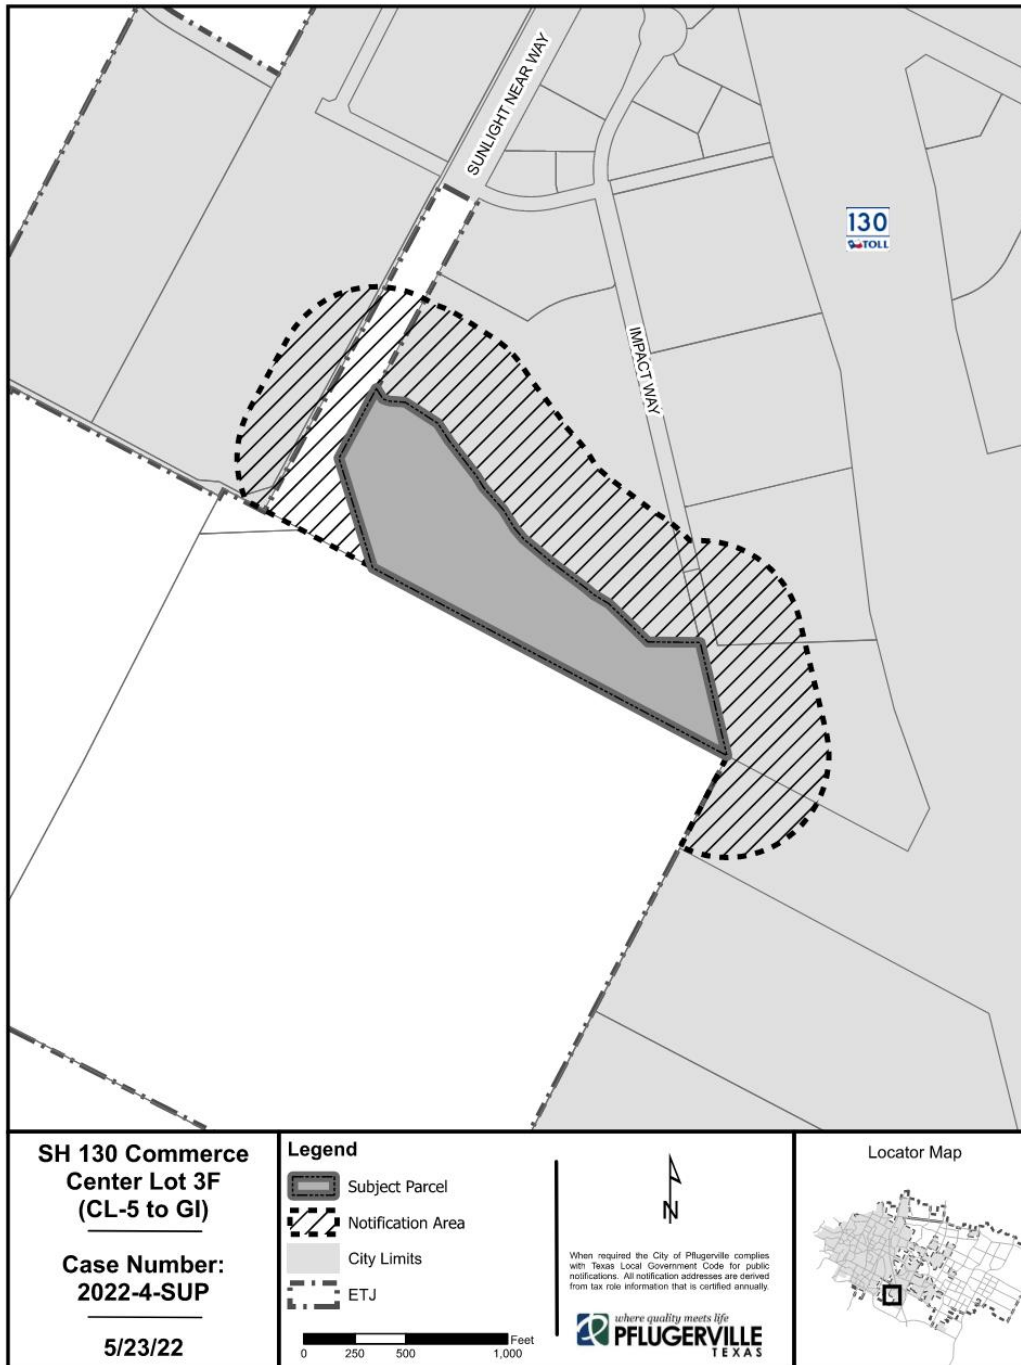 SUNLIGHT NEAR WAY
130
TOLL
IMPACT WAY
SH 130 Commerce
Center Lot 3F
(CL-5 to GI)
Case Number:
2022-4-SUP
5/23/22
Legend
Subject Parcel
Notification Area
City Limits
ETJ
Feet
0 250 500 1,000
N
When required the City of Pflugerville complies
with Texas Local Government Code for public
notifications. All notification addresses are derived
from tax role information that is certified annually.
where quality meets life
PFLUGERVILLE
TEXAS
Locator Map